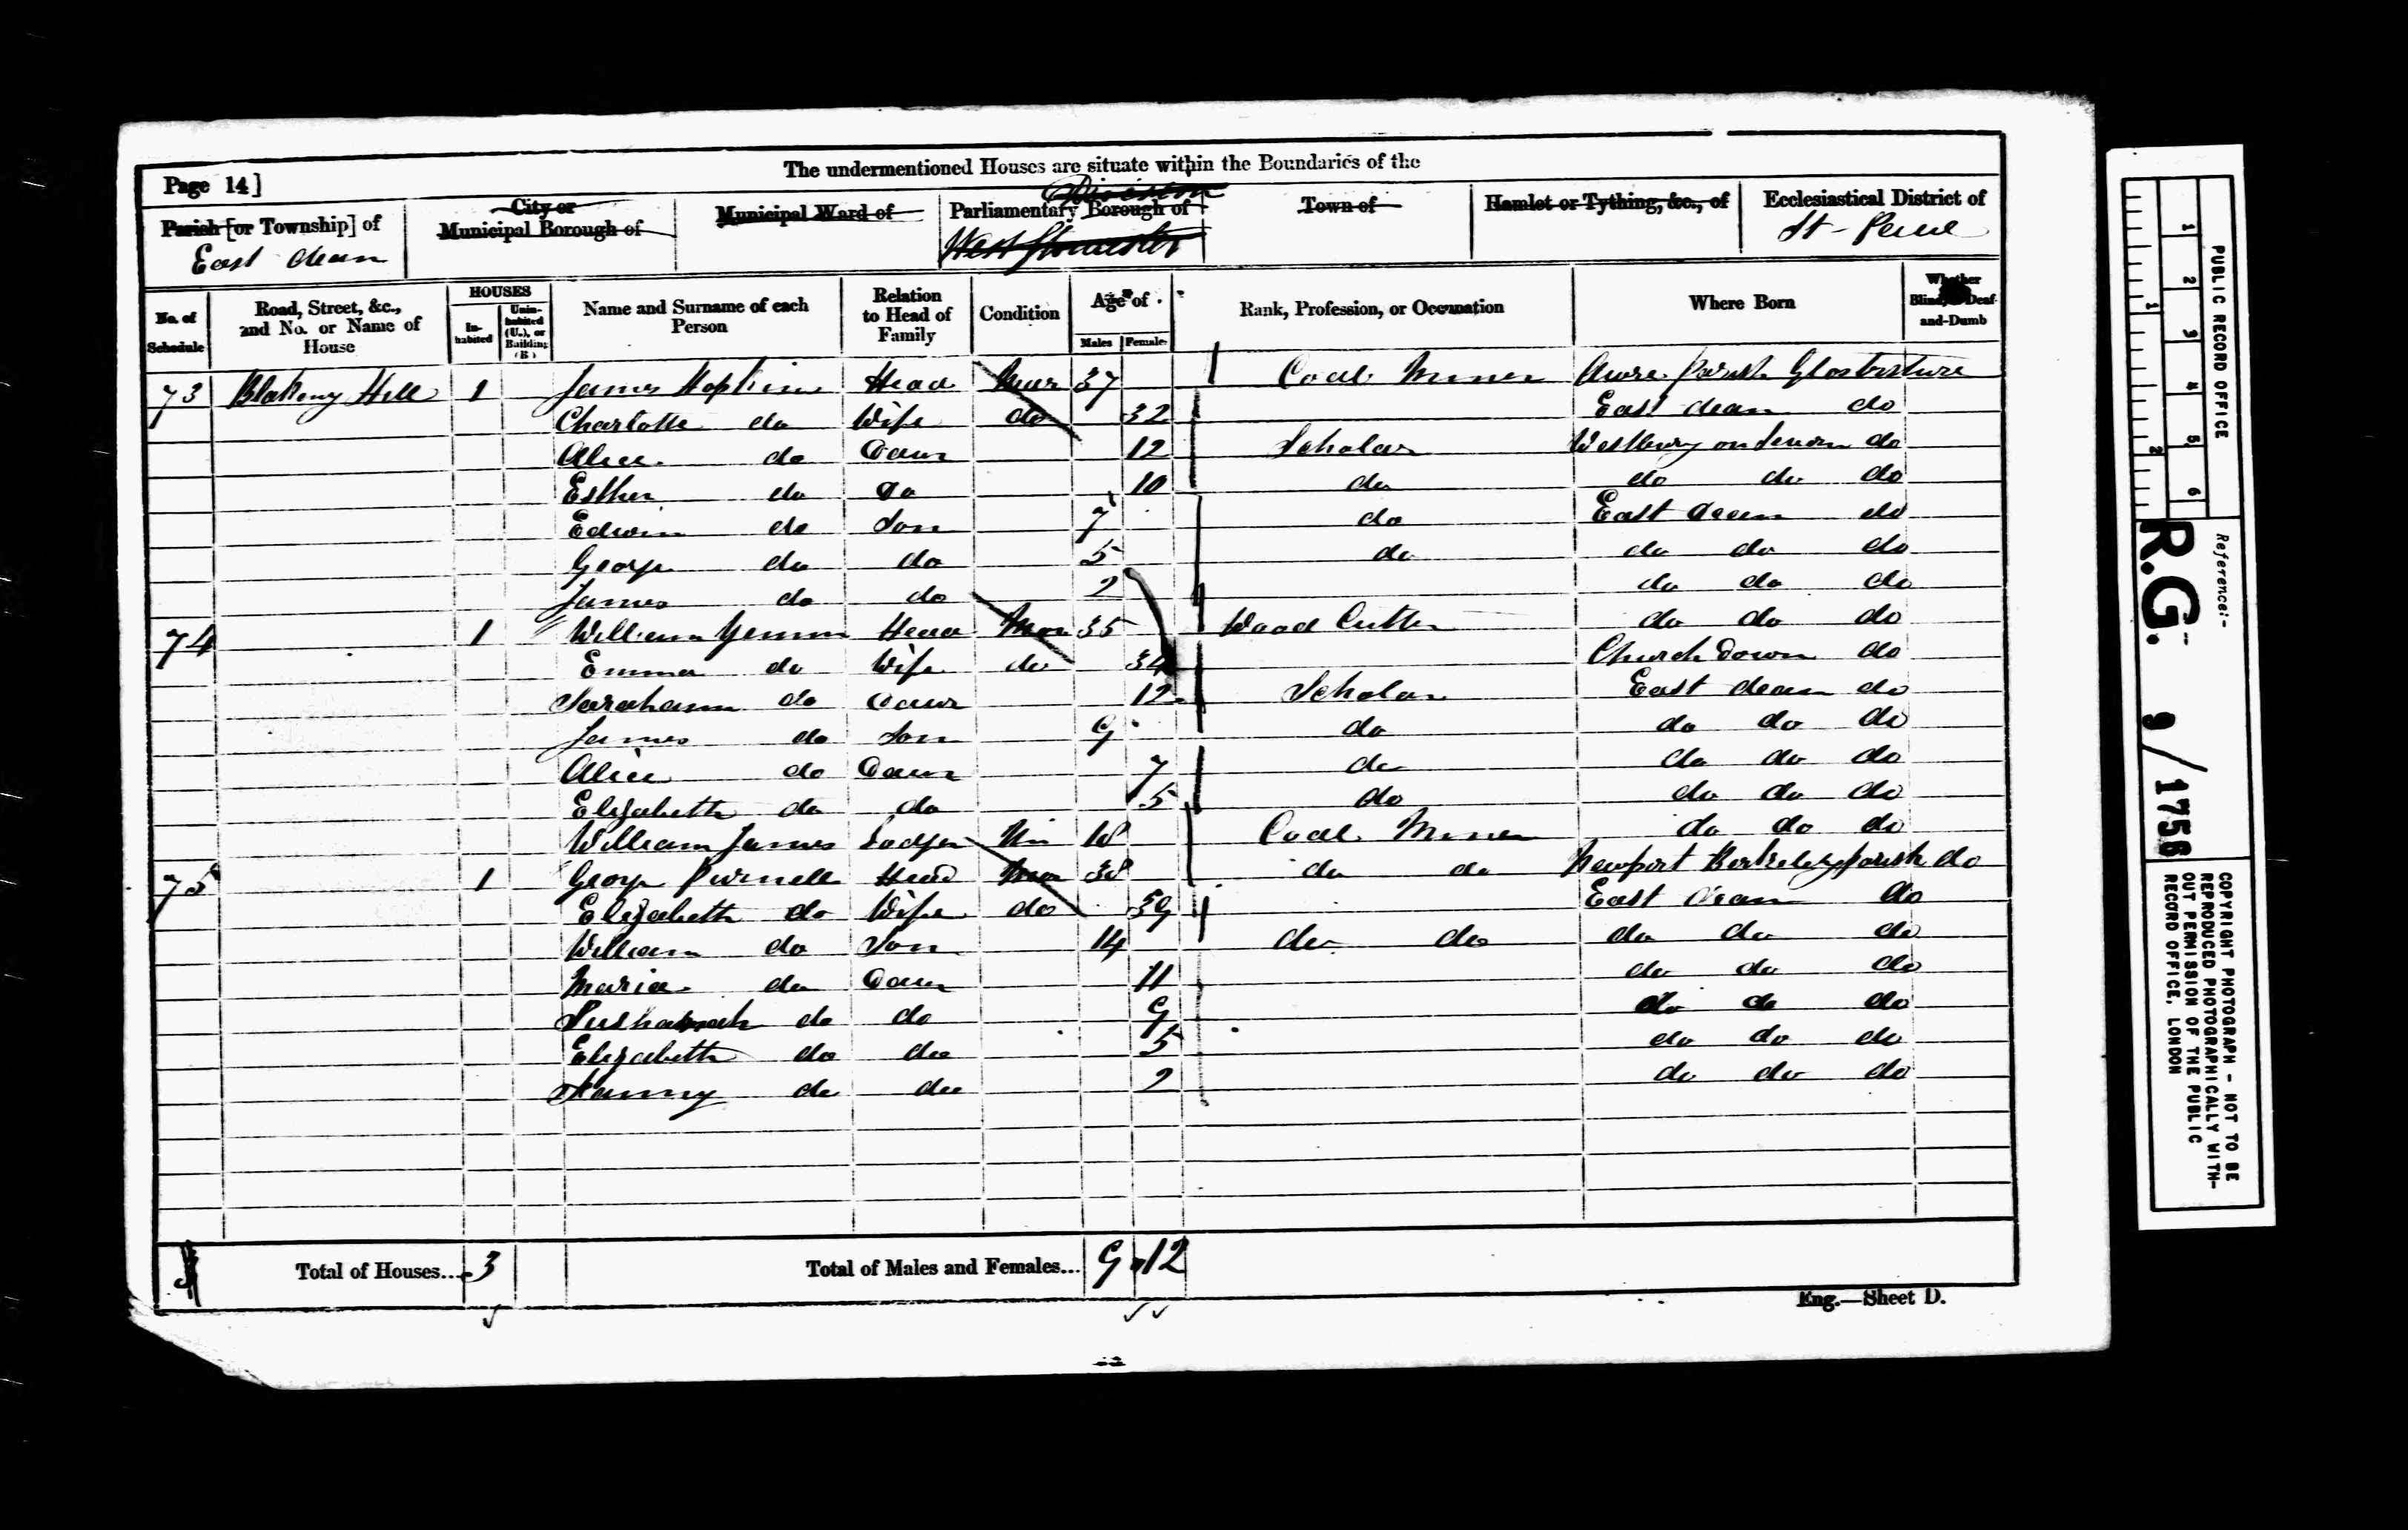 The undermentioned Houses are situate within the Boundaries of the
Page 14]
Parish [or Township] of
East dean
City or
Municipal Borough of
Municipal Ward of
Division
Parliamentary Borough of
West Gloucester
Town of
Hamlet or Tything, &c., of
Ecclesiastical District of
St
No. of Schedule
Road, Street, &c., and No. or Name of House
HOUSES
In-habited
Unin-habited (U.), or Building (B)
Name and Surname of each Person
Relation to Head of Family
Condition
Age of
Males Female
Rank, Profession, or Occupation
Where Born
Whether Blind, Deaf-and-Dumb
73 Blakeny Hill 1 James Hopkins Head Mar 37 Coal Miner Awre Parish Glostershire
Charlotte do Wife do 32 East dean do
Alice do Daur 12 Scholar Westbury on Severn do
Esther do Do 10 do do do do
Edwin do Son 7 do East dean do
George do do 5 do do do do
James do do 2 do do do
74 1 William Head Mar 35 Wood Cutter do do do
Emma do Wife do 34 Church Down do
Sarahann do Daur 12 Scholar East dean do
James do Son 9 do do do do
Alice do Daur 7 do do do do
Elizabeth do do 5 do do do do
William James Lodger Un 18 Coal Miner do do do
75 1 George Purnell Head Mar 38 do do Newport Berkeley parish do
Elizabeth do Wife do 39 East dean do
William do Son 14 do do do do do
Maria do Daur 11 do do do
do do 9 do do do
Elizabeth do do 5 do do do
Fanny do do 2 do do do
Total of Houses... 3
Total of Males and Females... 9 12
Eng.—Sheet D.
PUBLIC RECORD OFFICE
1 2 3 4 5 6
1 2
Reference:-
R.G. 9/1756
COPYRIGHT PHOTOGRAPH - NOT TO BE
REPRODUCED PHOTOGRAPHICALLY WITH-
OUT PERMISSION OF THE PUBLIC
RECORD OFFICE, LONDON